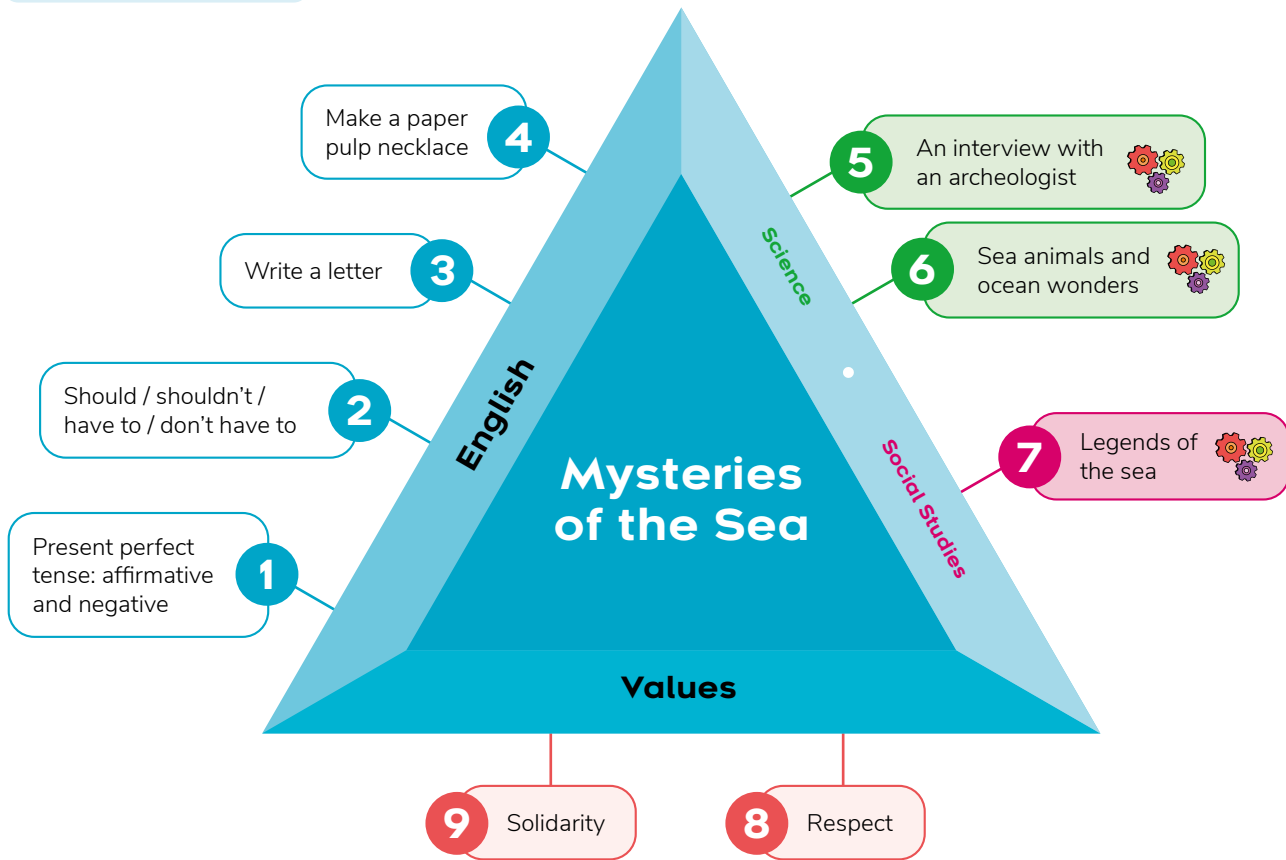 4
Make a paper
pulp necklace
3
Write a letter
2
Should / shouldn’t /
have to / don’t have to
1
Present perfect
tense: affirmative
and negative
English
Mysteries
of the Sea
Science
Social Studies
5
An interview with
an archeologist
6
Sea animals and
ocean wonders
7
Legends of
the sea
Values
9
Solidarity
8
Respect